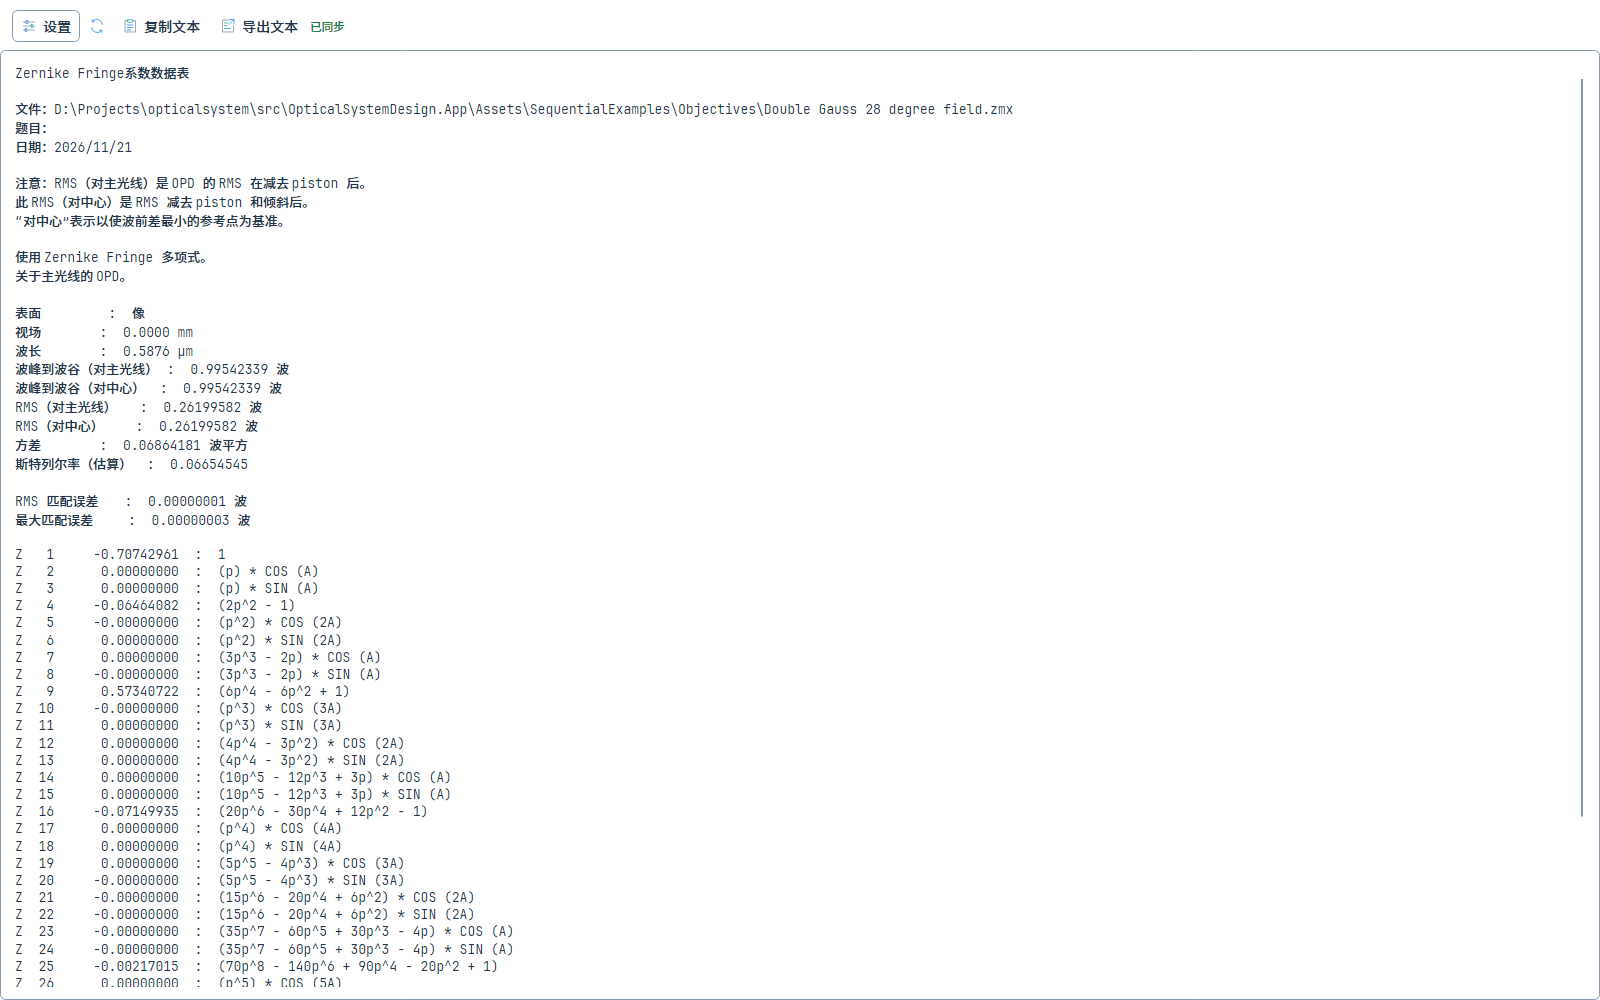 设置 复制文本 导出文本 已同步
Zernike Fringe系数数据表
文件: D:\Projects\opticalsystem\src\OpticalSystemDesign.App\Assets\SequentialExamples\Objectives\Double Gauss 28 degree field.zmx
题目:
日期: 2026/11/21
注意: RMS（对主光线）是 OPD 的 RMS 在减去 piston 后。
此 RMS（对中心）是 RMS 减去 piston 和倾斜后。
“对中心”表示以使波前差最小的参考点为基准。
使用 Zernike Fringe 多项式。
关于主光线的 OPD。
表面 : 像
视场 : 0.0000 mm
波长 : 0.5876 µm
波峰到波谷（对主光线） : 0.99542339 波
波峰到波谷（对中心） : 0.99542339 波
RMS（对主光线） : 0.26199582 波
RMS（对中心） : 0.26199582 波
方差 : 0.06864181 波平方
斯特列尔率（估算） : 0.06654545
RMS 匹配误差 : 0.00000001 波
最大匹配误差 : 0.00000003 波
Z 1 -0.70742961 : 1
Z 2 0.00000000 : (p) * COS (A)
Z 3 0.00000000 : (p) * SIN (A)
Z 4 -0.06464082 : (2p^2 - 1)
Z 5 -0.00000000 : (p^2) * COS (2A)
Z 6 0.00000000 : (p^2) * SIN (2A)
Z 7 0.00000000 : (3p^3 - 2p) * COS (A)
Z 8 -0.00000000 : (3p^3 - 2p) * SIN (A)
Z 9 0.57340722 : (6p^4 - 6p^2 + 1)
Z 10 -0.00000000 : (p^3) * COS (3A)
Z 11 0.00000000 : (p^3) * SIN (3A)
Z 12 0.00000000 : (4p^4 - 3p^2) * COS (2A)
Z 13 0.00000000 : (4p^4 - 3p^2) * SIN (2A)
Z 14 0.00000000 : (10p^5 - 12p^3 + 3p) * COS (A)
Z 15 0.00000000 : (10p^5 - 12p^3 + 3p) * SIN (A)
Z 16 -0.07149935 : (20p^6 - 30p^4 + 12p^2 - 1)
Z 17 0.00000000 : (p^4) * COS (4A)
Z 18 0.00000000 : (p^4) * SIN (4A)
Z 19 0.00000000 : (5p^5 - 4p^3) * COS (3A)
Z 20 -0.00000000 : (5p^5 - 4p^3) * SIN (3A)
Z 21 -0.00000000 : (15p^6 - 20p^4 + 6p^2) * COS (2A)
Z 22 -0.00000000 : (15p^6 - 20p^4 + 6p^2) * SIN (2A)
Z 23 -0.00000000 : (35p^7 - 60p^5 + 30p^3 - 4p) * COS (A)
Z 24 -0.00000000 : (35p^7 - 60p^5 + 30p^3 - 4p) * SIN (A)
Z 25 -0.00217015 : (70p^8 - 140p^6 + 90p^4 - 20p^2 + 1)
Z 26 0.00000000 : (p^5) * COS (5A)